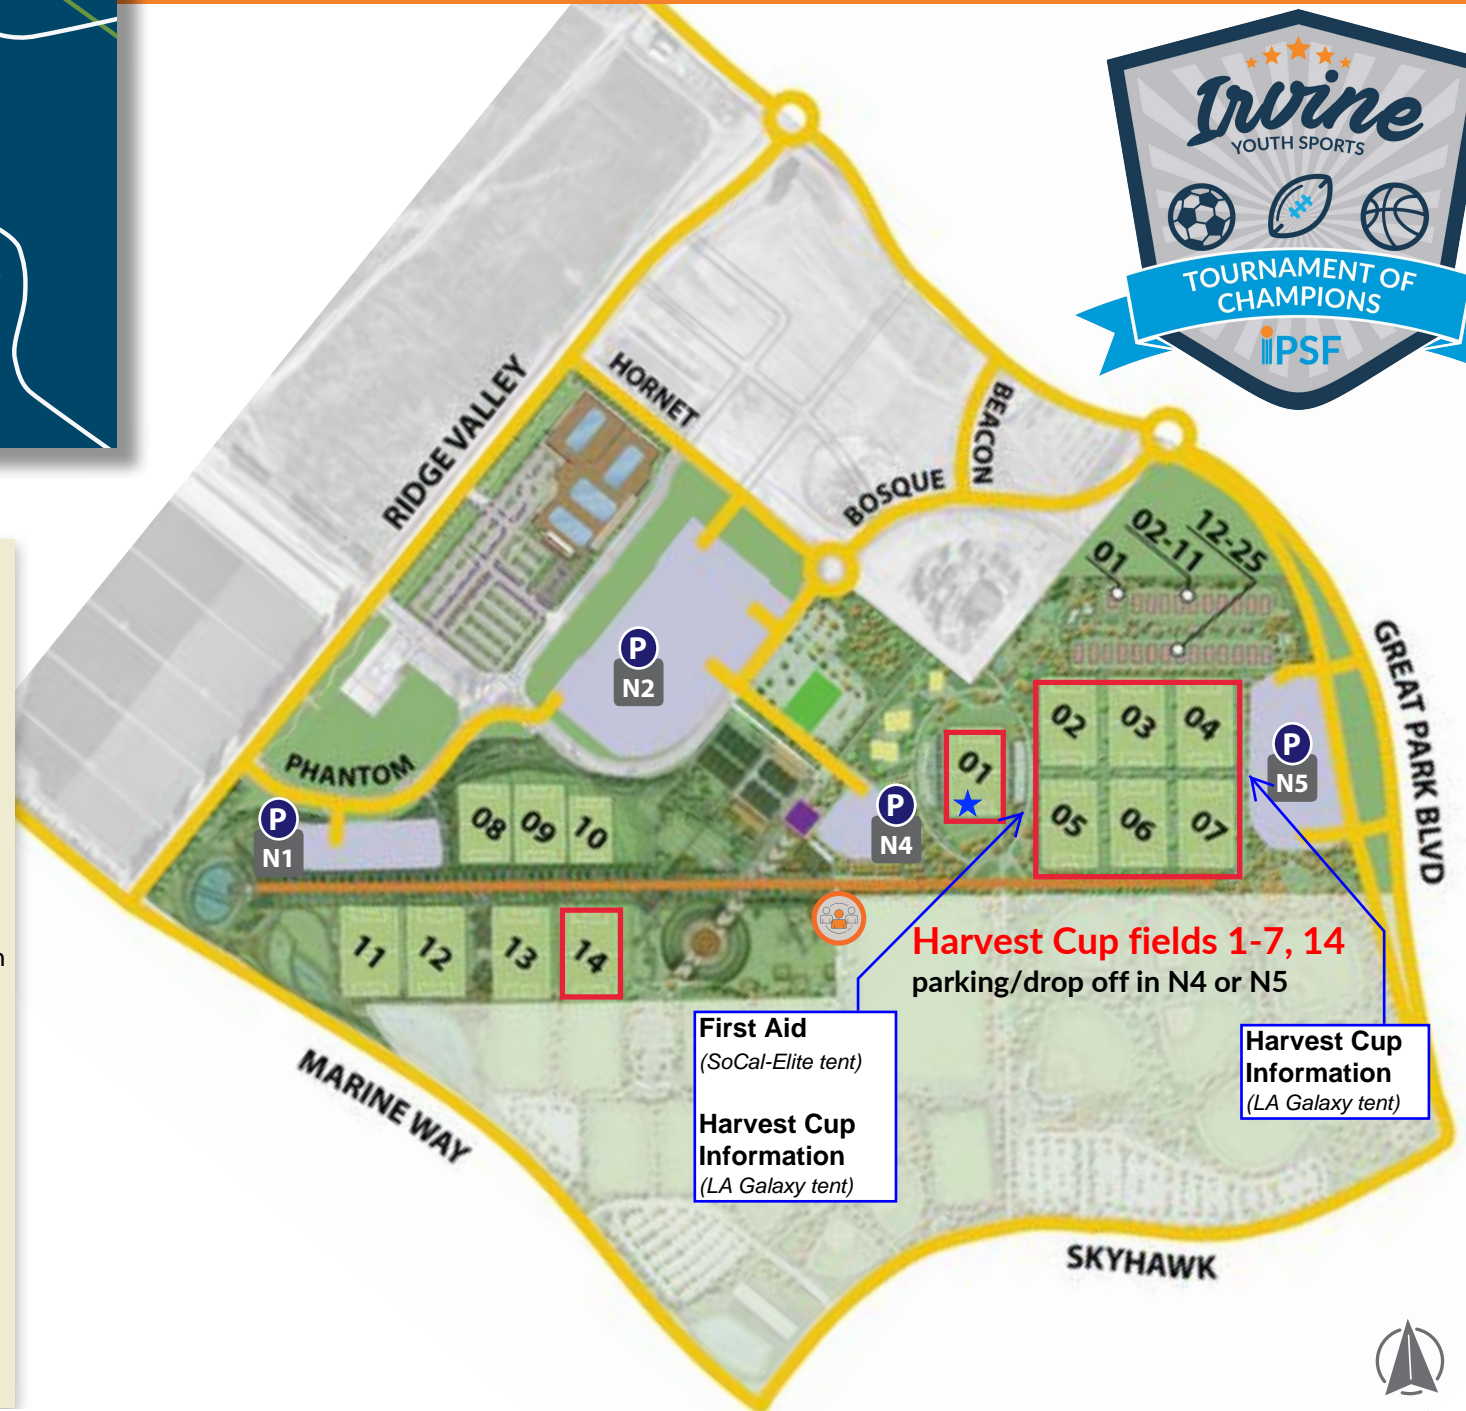 Irvine
YOUTH SPORTS
TOURNAMENT OF
CHAMPIONS
iPSF
RIDGE VALLEY
HORNET
BEACON
BOSQUE
01
02-11
12-25
GREAT PARK BLVD
P
N2
02
03
04
P
N5
01
PHANTOM
P
N1
08
09
10
P
N4
05
06
07
11
12
13
14
Harvest Cup fields 1-7, 14
parking/drop off in N4 or N5
First Aid
(SoCal-Elite tent)
Harvest Cup
Information
(LA Galaxy tent)
Harvest Cup
Information
(LA Galaxy tent)
MARINE WAY
SKYHAWK